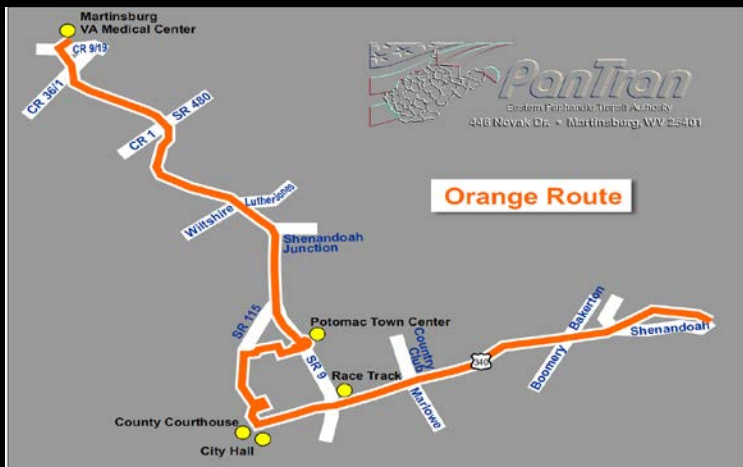 Martinsburg
VA Medical Center
CR 9/19
CR 36/1
SR 480
CR 1
PanTran
Eastern Panhandle Transit Authority
446 Novak Dr. • Martinsburg, WV 25401
Orange Route
LutherJones
Wiltshire
Shenandoah
Junction
SR 115
Potomac Town Center
SR 9
Race Track
Country
Club
Marlowe
340
Bakerton
Boomery
Shenandoah
County Courthouse
City Hall